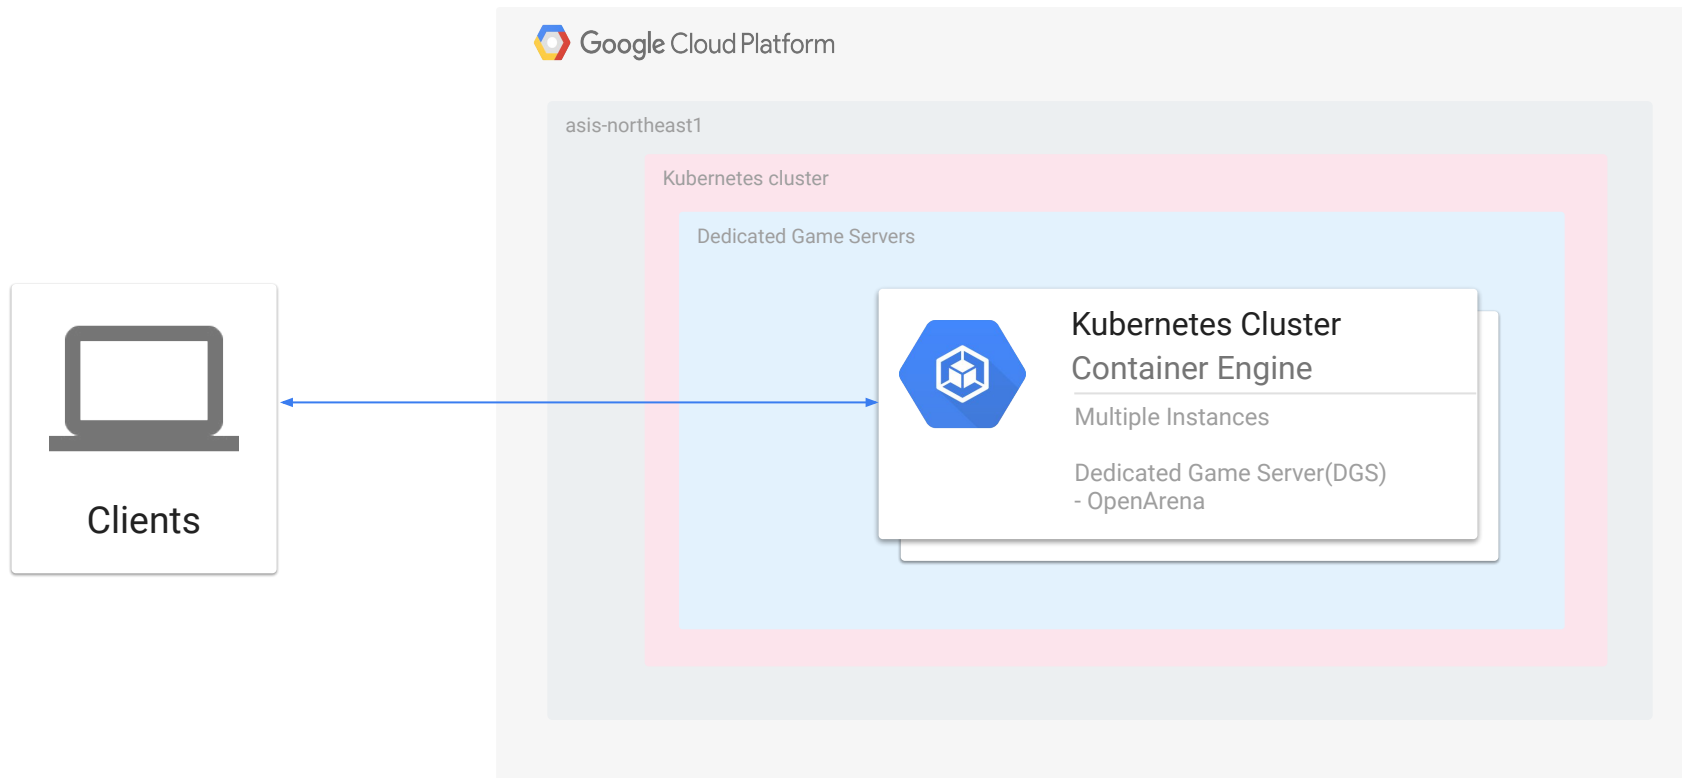 Google Cloud Platform
asis-northeast1
Kubernetes cluster
Dedicated Game Servers
Kubernetes Cluster
Container Engine
Multiple Instances
Dedicated Game Server(DGS)
- OpenArena
Clients